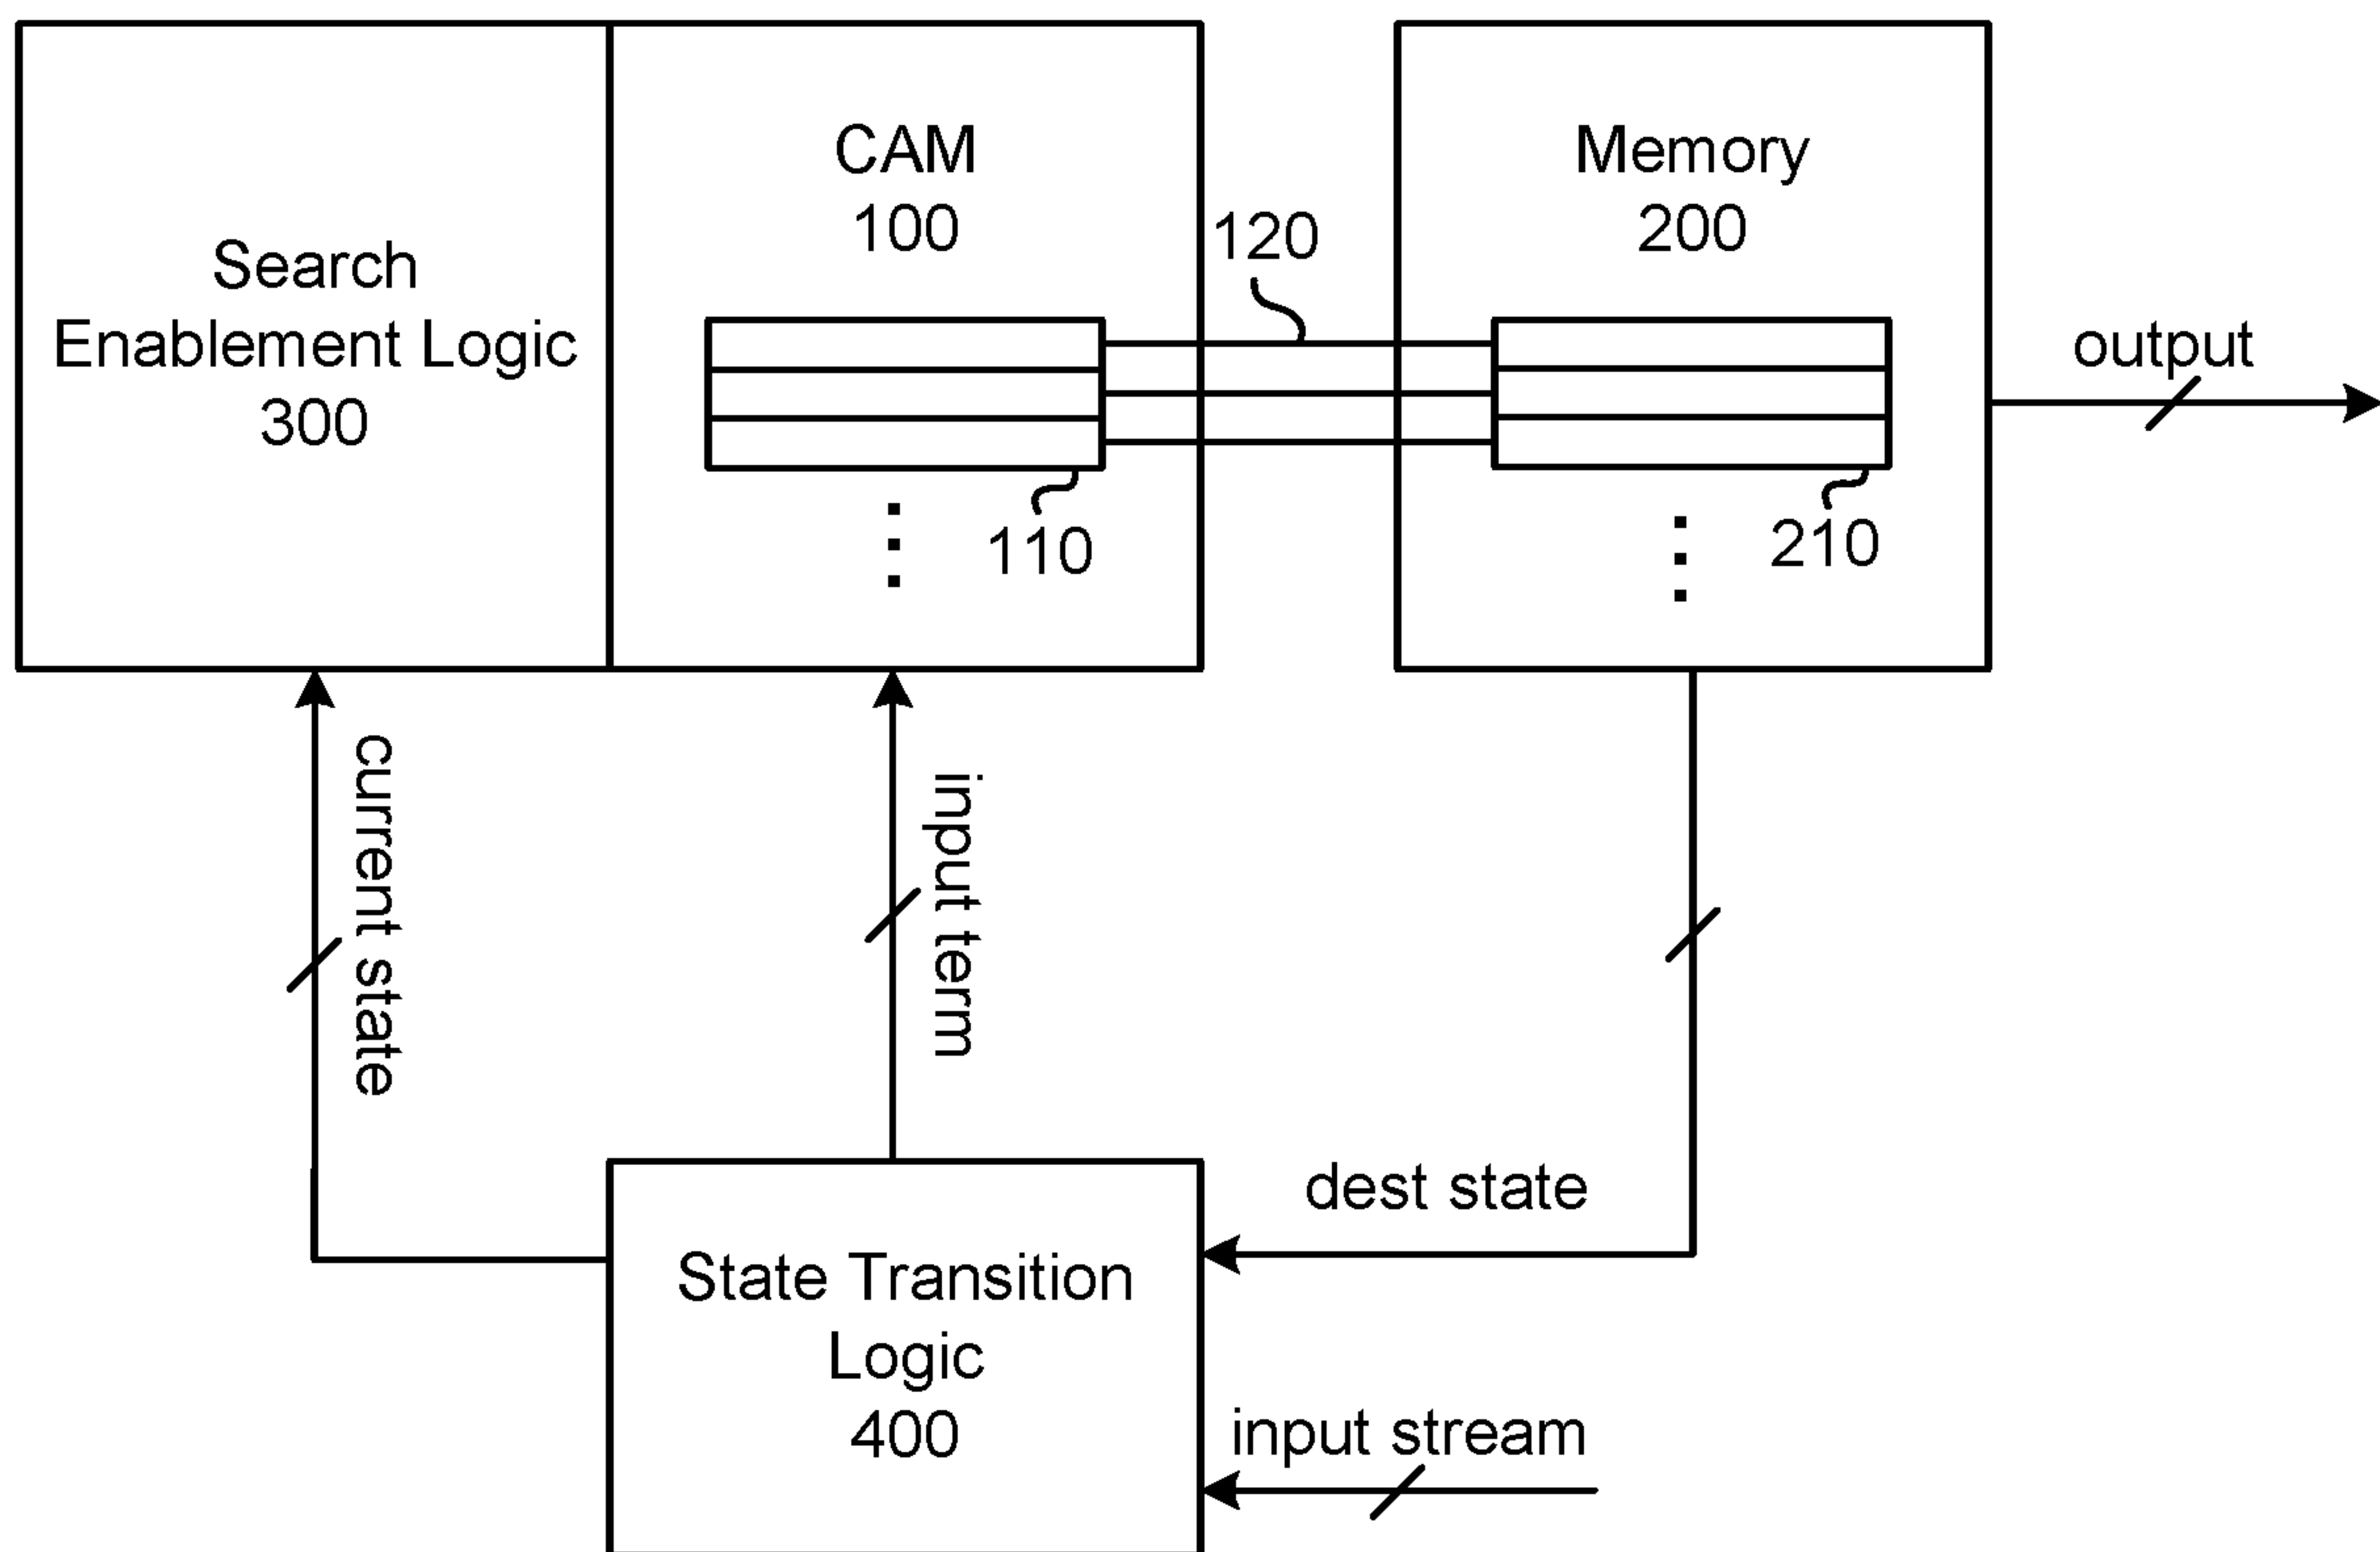 Search
Enablement Logic
300
CAM
100
110
120
Memory
200
210
output
current state
input term
dest state
State Transition
Logic
400
input stream